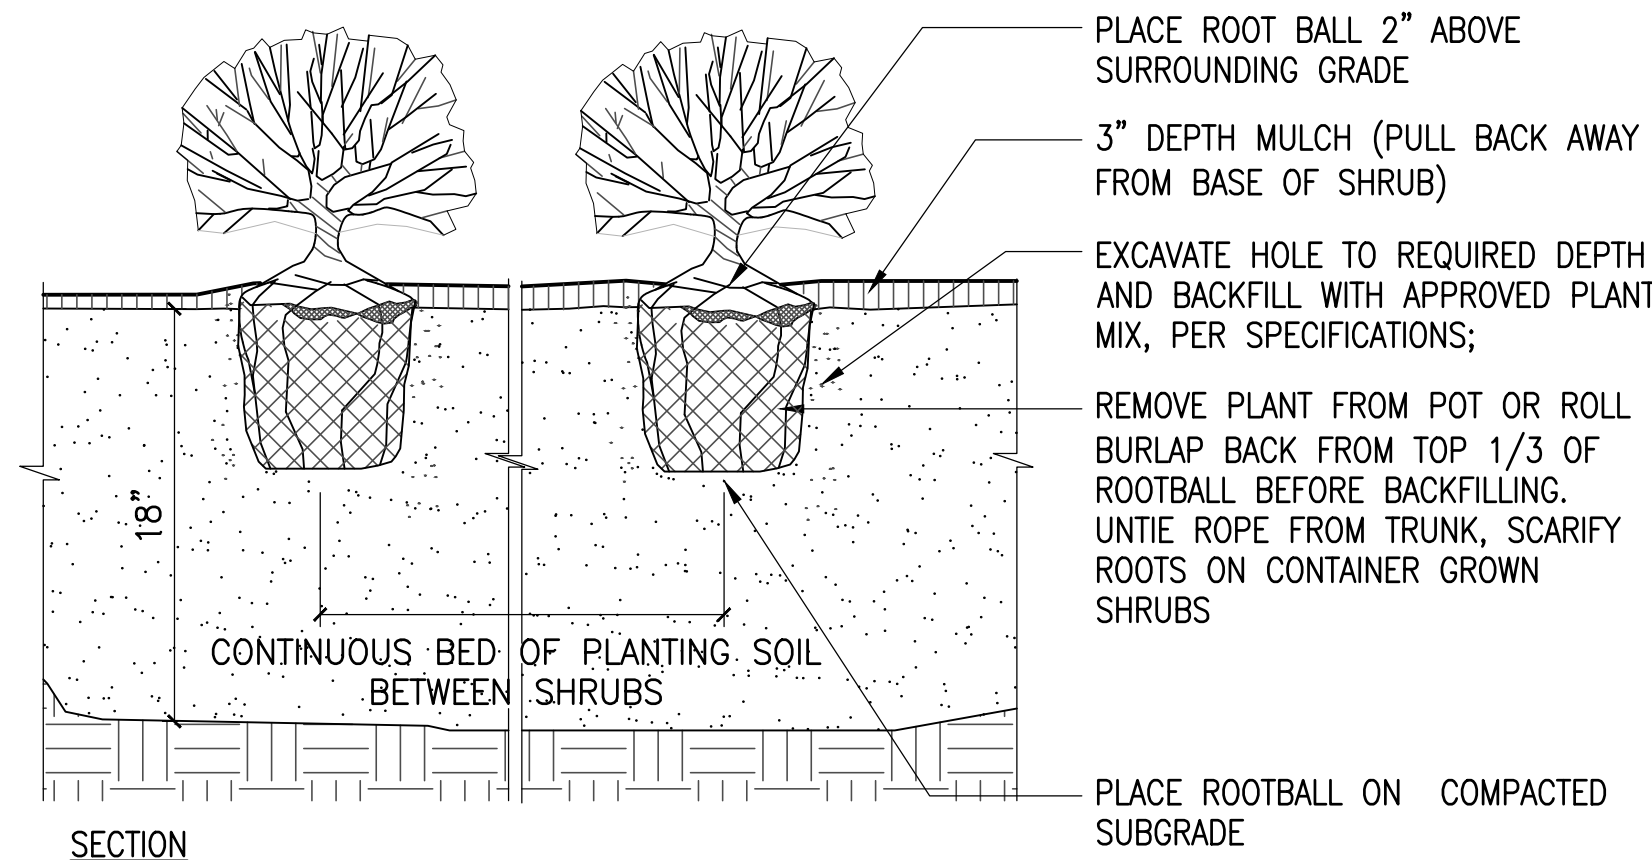 PLACE ROOT BALL 2” ABOVE
SURROUNDING GRADE
3” DEPTH MULCH (PULL BACK AWAY
FROM BASE OF SHRUB)
EXCAVATE HOLE TO REQUIRED DEPTH
AND BACKFILL WITH APPROVED PLANT
MIX, PER SPECIFICATIONS;
REMOVE PLANT FROM POT OR ROLL
BURLAP BACK FROM TOP 1/3 OF
ROOTBALL BEFORE BACKFILLING.
UNTIE ROPE FROM TRUNK, SCARIFY
ROOTS ON CONTAINER GROWN
SHRUBS
18”
CONTINUOUS BED OF PLANTING SOIL
BETWEEN SHRUBS
PLACE ROOTBALL ON COMPACTED
SUBGRADE
SECTION